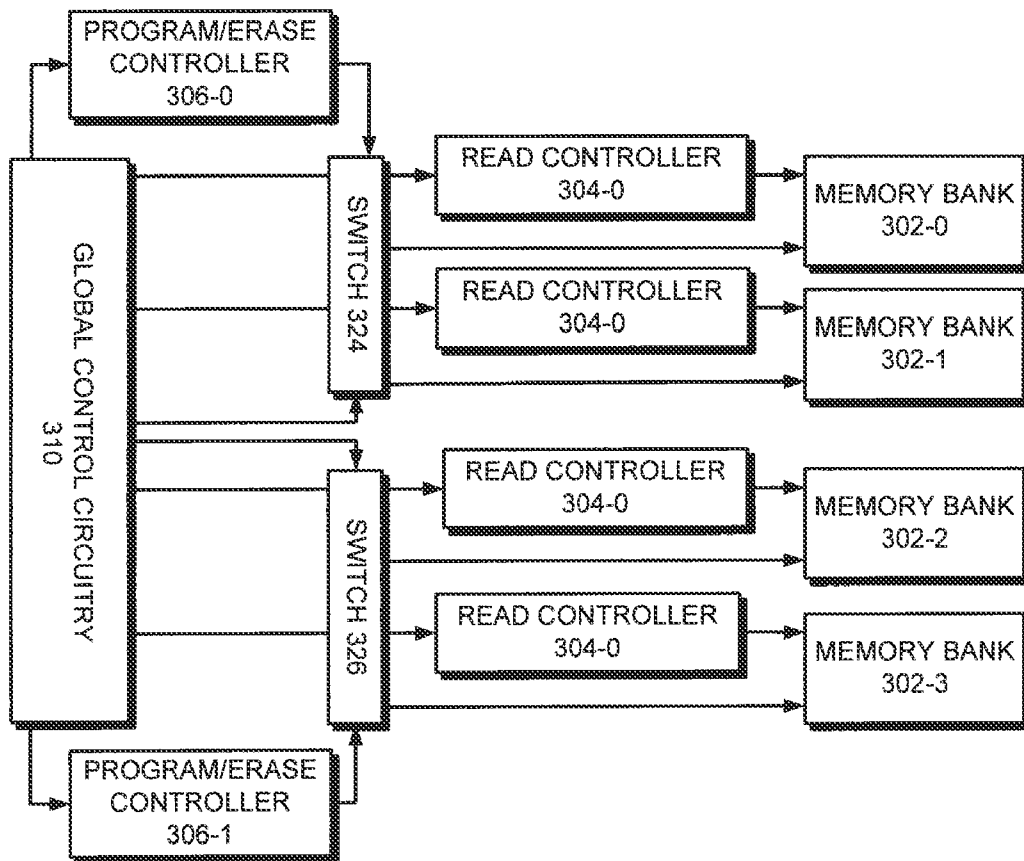 PROGRAM/ERASE
CONTROLLER
306-0
GLOBAL CONTROL CIRCUITRY
310
SWITCH 324
READ CONTROLLER
304-0
MEMORY BANK
302-0
READ CONTROLLER
304-0
MEMORY BANK
302-1
SWITCH 326
READ CONTROLLER
304-0
MEMORY BANK
302-2
READ CONTROLLER
304-0
MEMORY BANK
302-3
PROGRAM/ERASE
CONTROLLER
306-1